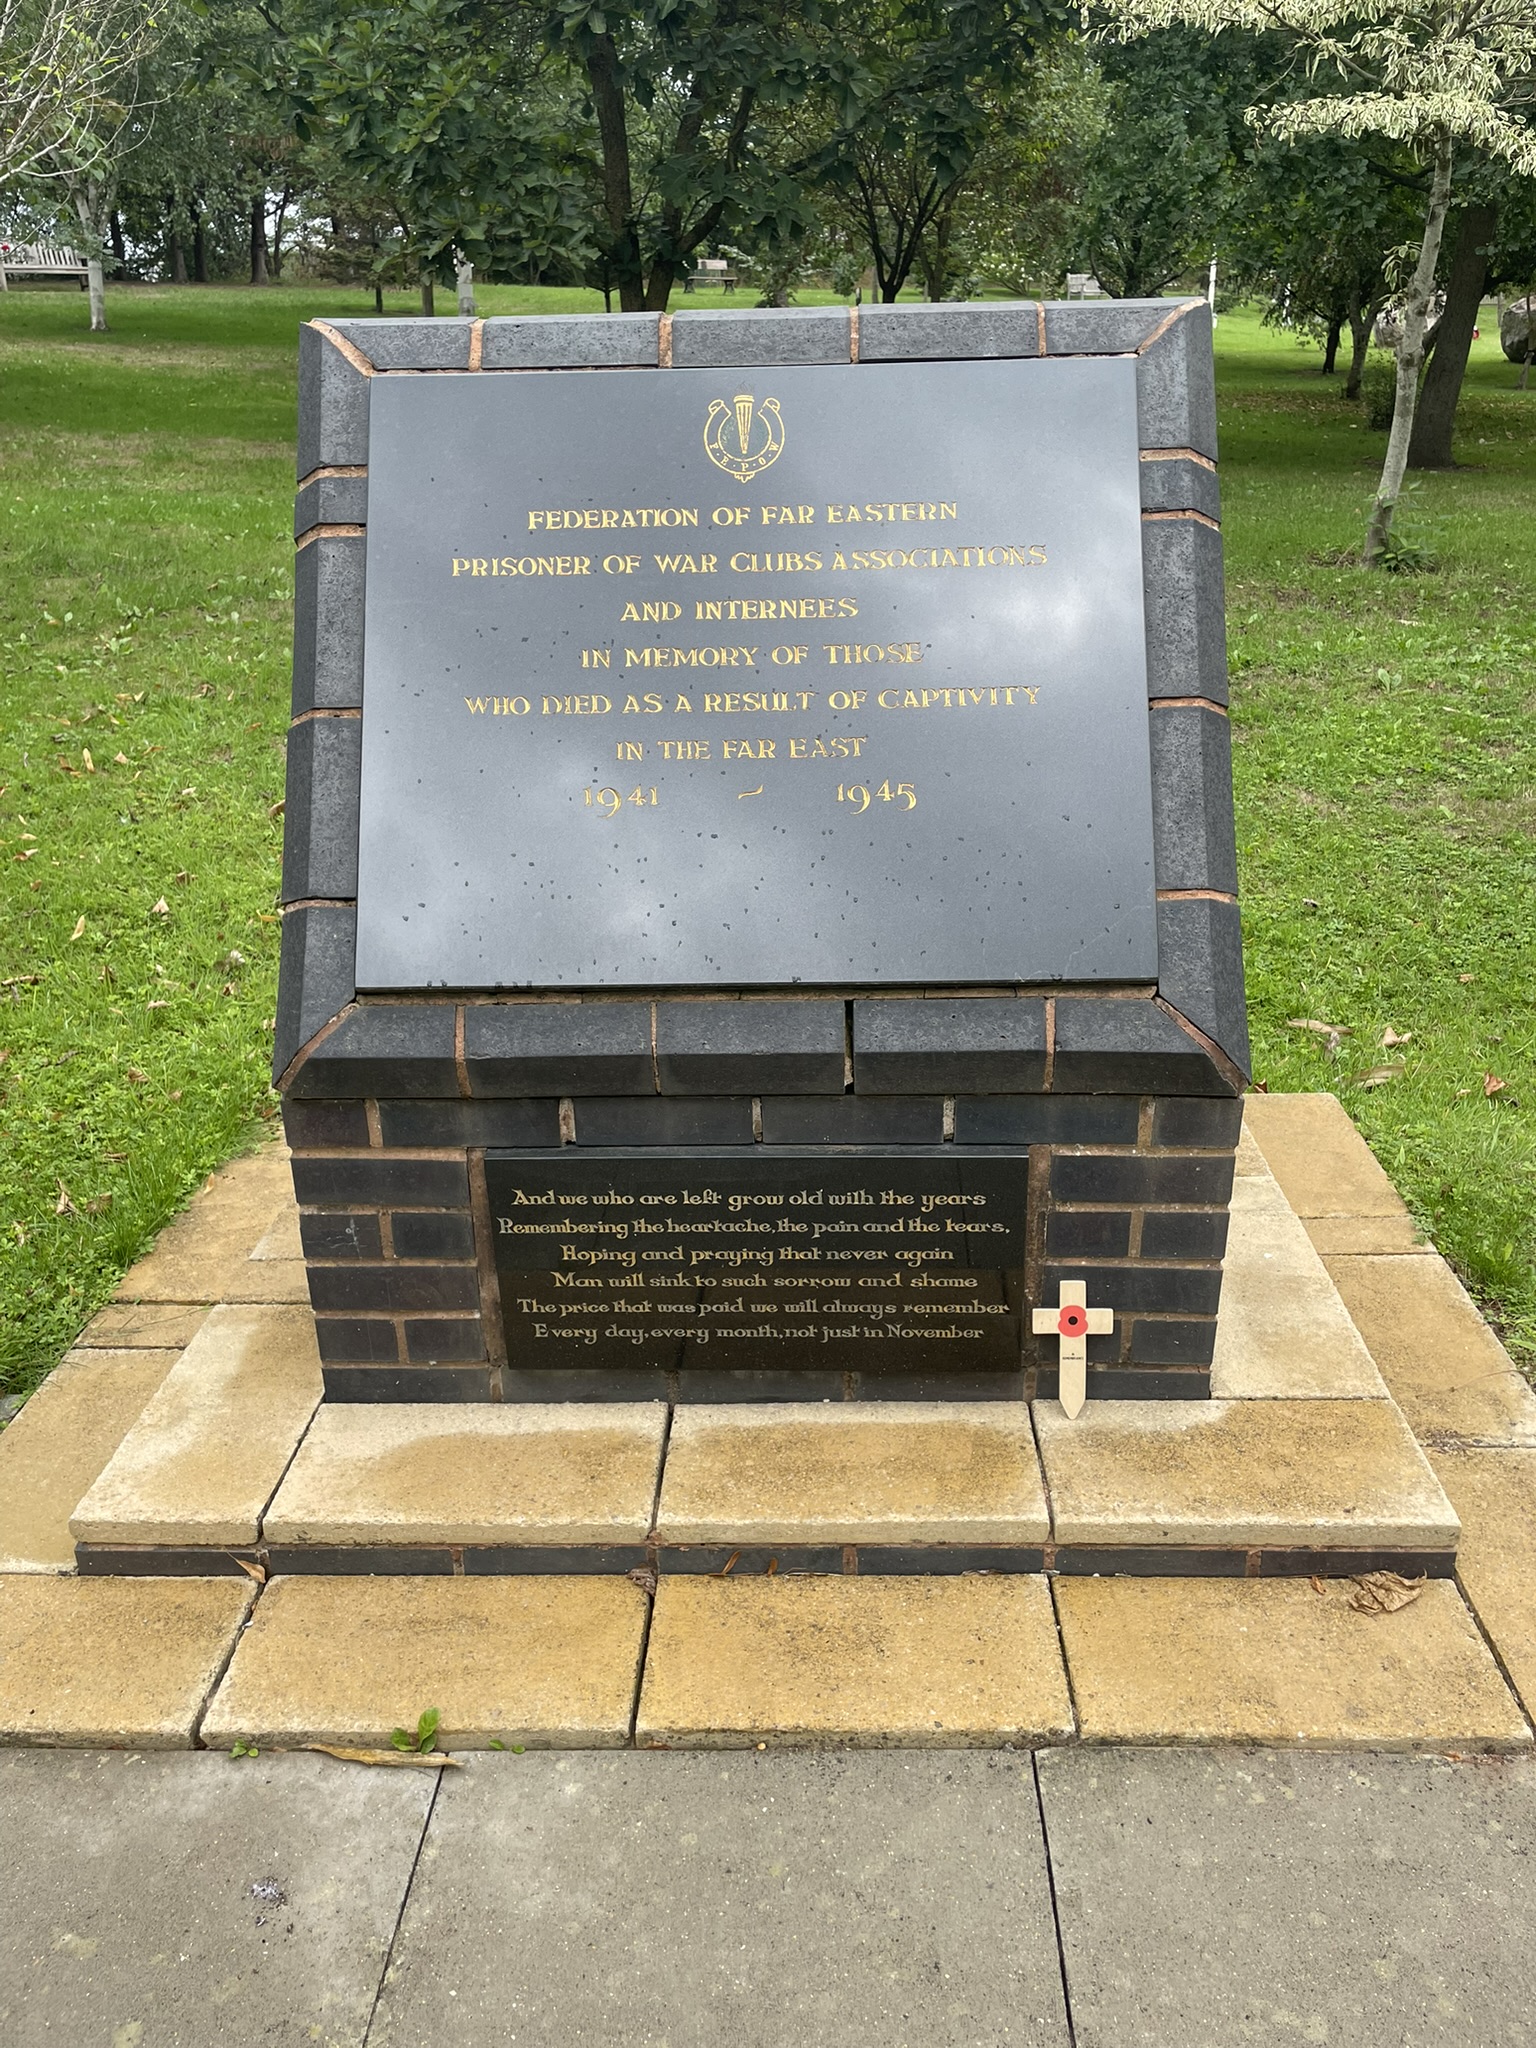 F·E·P·O·W
FEDERATION OF FAR EASTERN
PRISONER OF WAR CLUBS ASSOCIATIONS
AND INTERNEES
IN MEMORY OF THOSE
WHO DIED AS A RESULT OF CAPTIVITY
IN THE FAR EAST
1941 ~ 1945
And we who are left grow old with the years
Remembering the heartache, the pain and the tears,
Hoping and praying that never again
Man will sink to such sorrow and shame
The price that was paid we will always remember
Every day, every month, not just in November